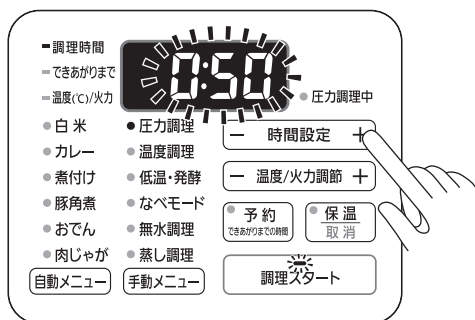 調理時間
できあがりまで
温度(℃)/火力
0:50
圧力調理中
白米
カレー
煮付け
豚角煮
おでん
肉じゃが
自動メニュー
圧力調理
温度調理
低温・発酵
なべモード
無水調理
蒸し調理
手動メニュー
− 時間設定 +
− 温度/火力調節 +
予約
できあがりまでの時間
保温
取消
調理スタート